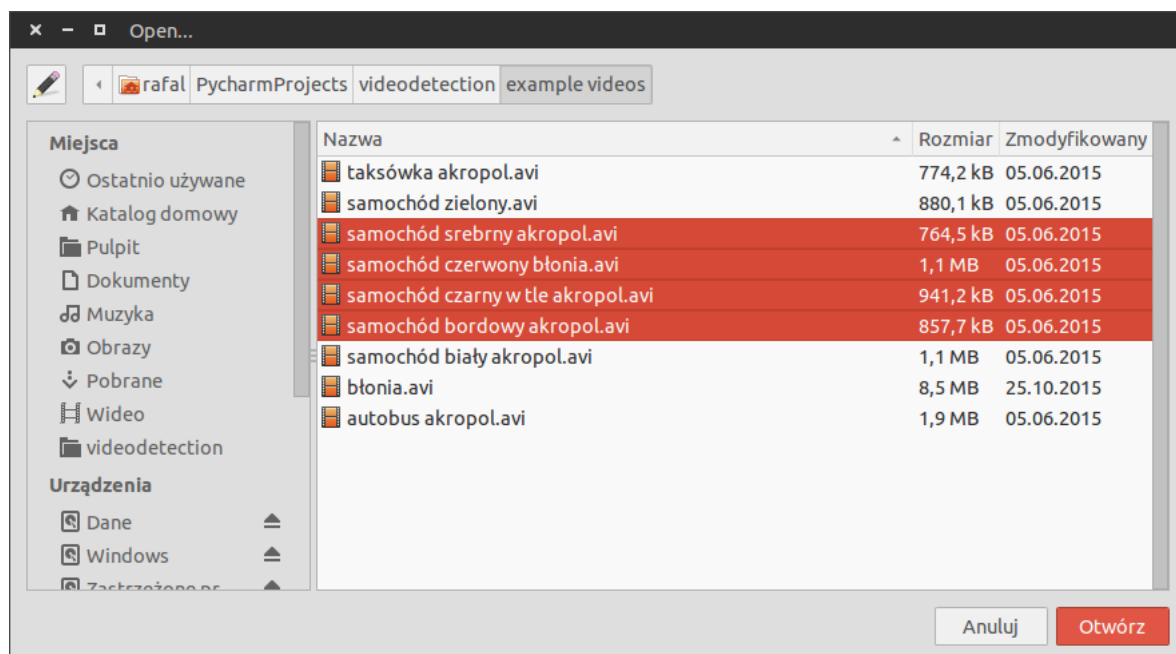 Open...
rafal PycharmProjects videodetection example videos
Miejsca
Ostatnio używane
Katalog domowy
Pulpit
Dokumenty
Muzyka
Obrazy
Pobrane
Wideo
videodetection
Urządzenia
Dane
Windows
Nazwa Rozmiar Zmodyfikowany
taksówka akropol.avi 774,2 kB 05.06.2015
samochód zielony.avi 880,1 kB 05.06.2015
samochód srebrny akropol.avi 764,5 kB 05.06.2015
samochód czerwony błonia.avi 1,1 MB 05.06.2015
samochód czarny w tle akropol.avi 941,2 kB 05.06.2015
samochód bordowy akropol.avi 857,7 kB 05.06.2015
samochód biały akropol.avi 1,1 MB 05.06.2015
błonia.avi 8,5 MB 25.10.2015
autobus akropol.avi 1,9 MB 05.06.2015
Anuluj Otwórz